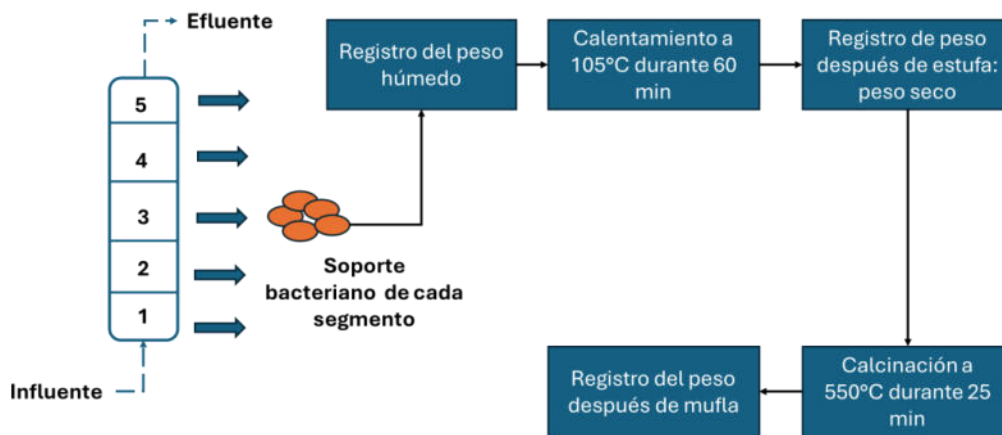 Efluente
5
4
3
2
1
Influente
Soporte
bacteriano de cada
segmento
Registro del peso
húmedo
Calentamiento a
105°C durante 60
min
Registro de peso
después de estufa:
peso seco
Calcinación a
550°C durante 25
min
Registro del peso
después de mufla